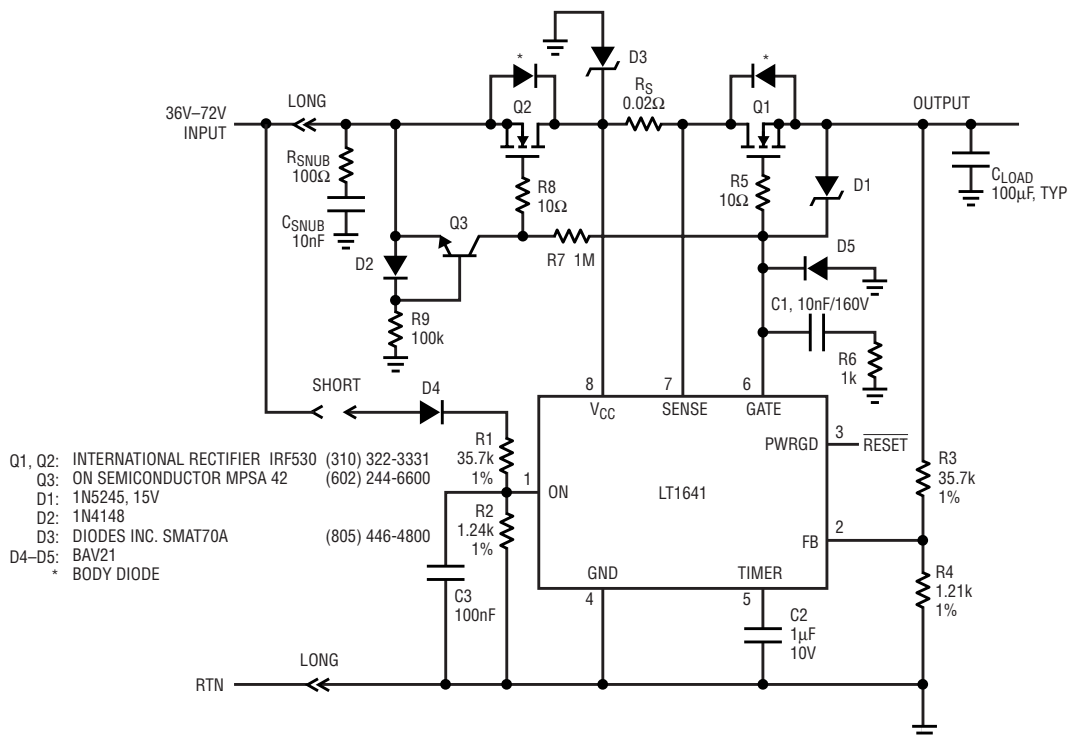 36V–72V
INPUT
LONG
RSNUB
100Ω
CSNUB
10nF
*
Q2
D3
RS
0.02Ω
*
Q1
OUTPUT
CLOAD
100µF, TYP
R8
10Ω
R5
10Ω
D1
Q3
R7 1M
D2
D5
R9
100k
C1, 10nF/160V
R6
1k
SHORT
D4
8
7
6
VCC
SENSE
GATE
PWRGD
3
RESET
R1
35.7k
1%
1
ON
LT1641
R3
35.7k
1%
2
FB
R2
1.24k
1%
GND
TIMER
R4
1.21k
1%
4
5
C3
100nF
C2
1µF
10V
Q1, Q2: INTERNATIONAL RECTIFIER IRF530 (310) 322-3331
Q3: ON SEMICONDUCTOR MPSA 42 (602) 244-6600
D1: 1N5245, 15V
D2: 1N4148
D3: DIODES INC. SMAT70A (805) 446-4800
D4–D5: BAV21
* BODY DIODE
LONG
RTN